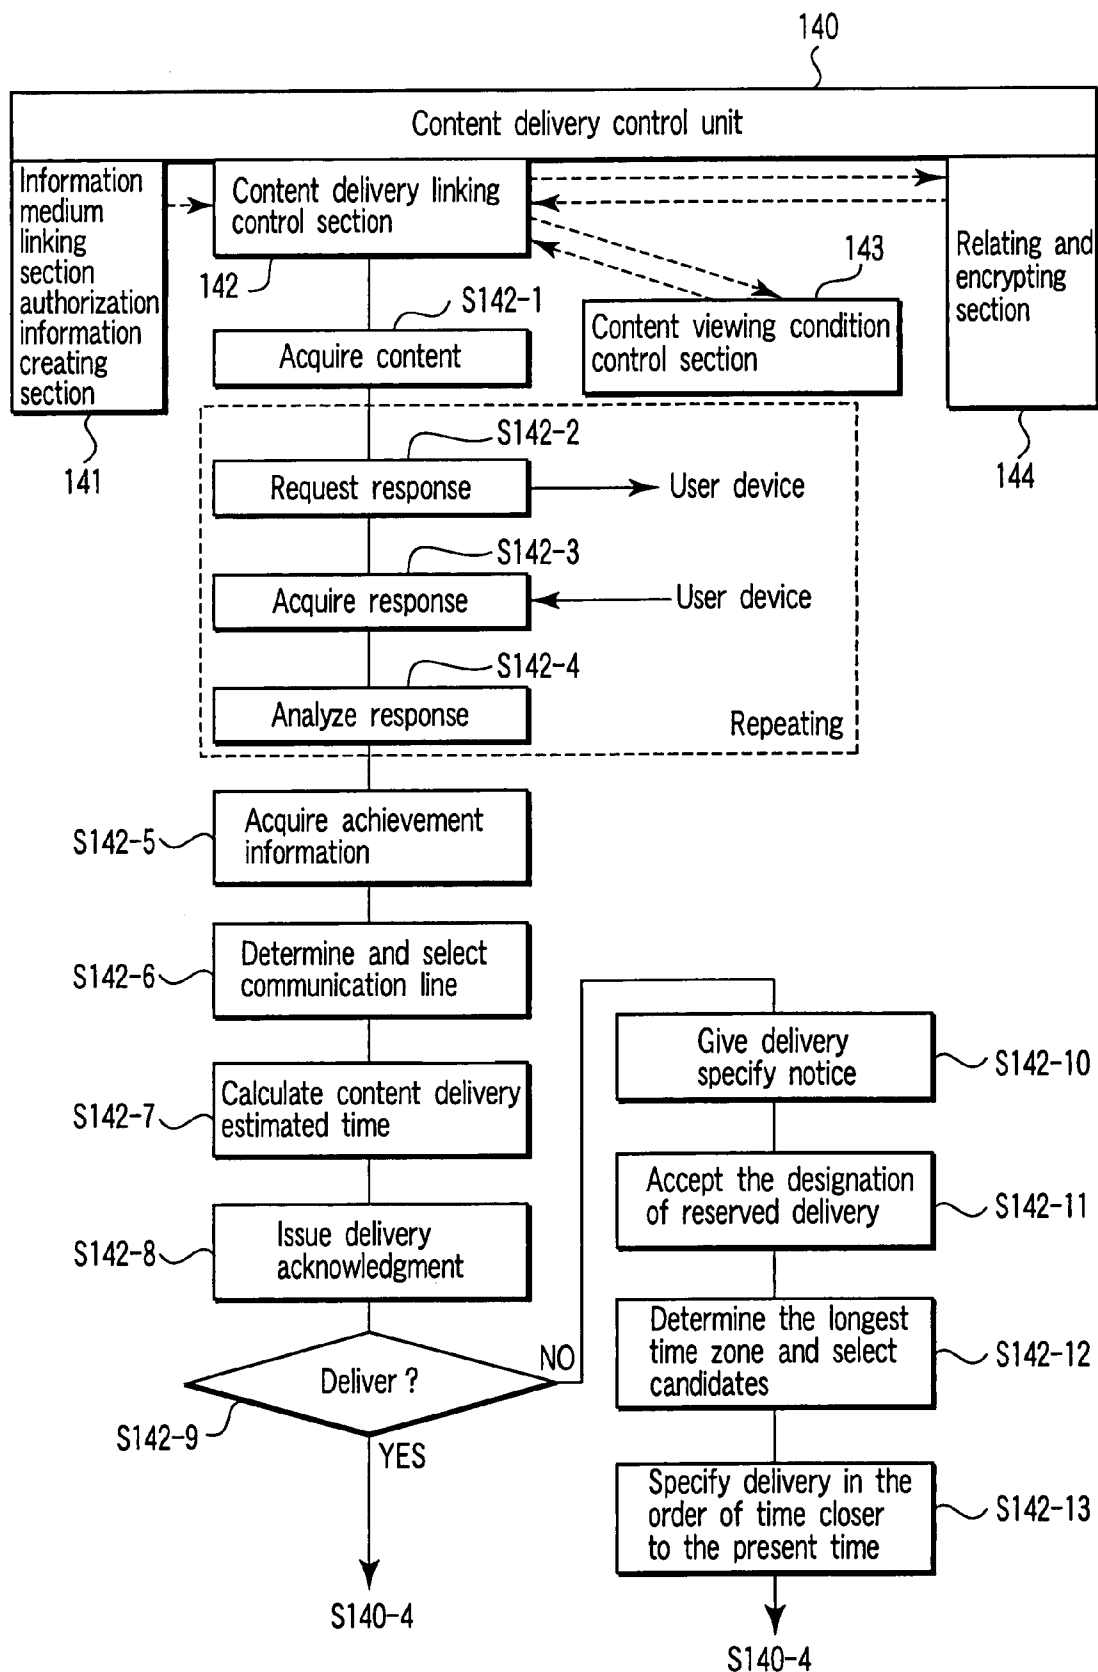 140
Content delivery control unit
Information
medium
linking
section
authorization
information
creating
section
141
Content delivery linking
control section
142
143
Content viewing condition
control section
Relating and
encrypting
section
144
S142-1
Acquire content
S142-2
Request response
User device
S142-3
Acquire response
User device
S142-4
Analyze response
Repeating
S142-5
Acquire achievement
information
S142-6
Determine and select
communication line
S142-7
Calculate content delivery
estimated time
S142-8
Issue delivery
acknowledgment
Deliver ?
NO
S142-9
YES
S140-4
Give delivery
specify notice
S142-10
Accept the designation
of reserved delivery
S142-11
Determine the longest
time zone and select
candidates
S142-12
Specify delivery in the
order of time closer
to the present time
S142-13
S140-4